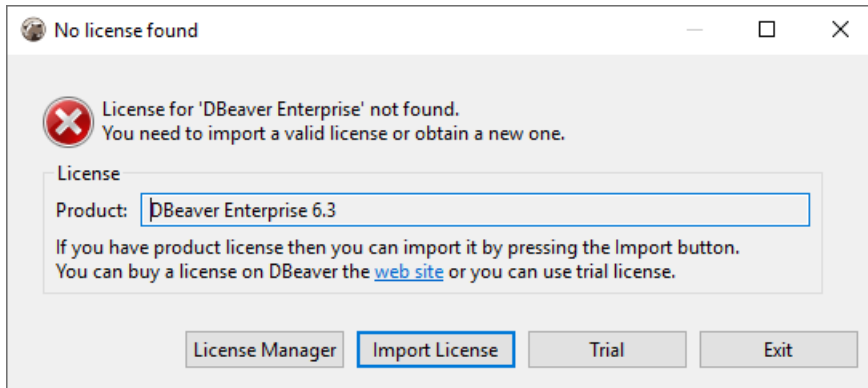 No license found
License for 'DBeaver Enterprise' not found.
You need to import a valid license or obtain a new one.
License
Product: DBeaver Enterprise 6.3
If you have product license then you can import it by pressing the Import button.
You can buy a license on DBeaver the web site or you can use trial license.
License Manager Import License Trial Exit